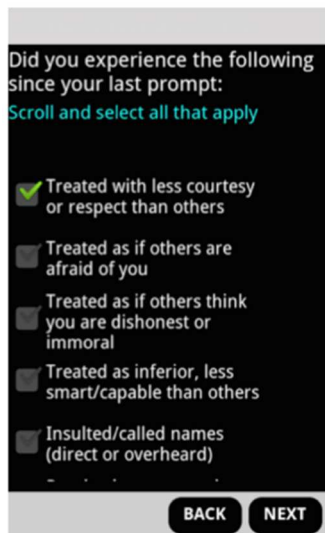 Did you experience the following
since your last prompt:
Scroll and select all that apply
Treated with less courtesy
or respect than others
Treated as if others are
afraid of you
Treated as if others think
you are dishonest or
immoral
Treated as inferior, less
smart/capable than others
Insulted/called names
(direct or overheard)
BACK
NEXT